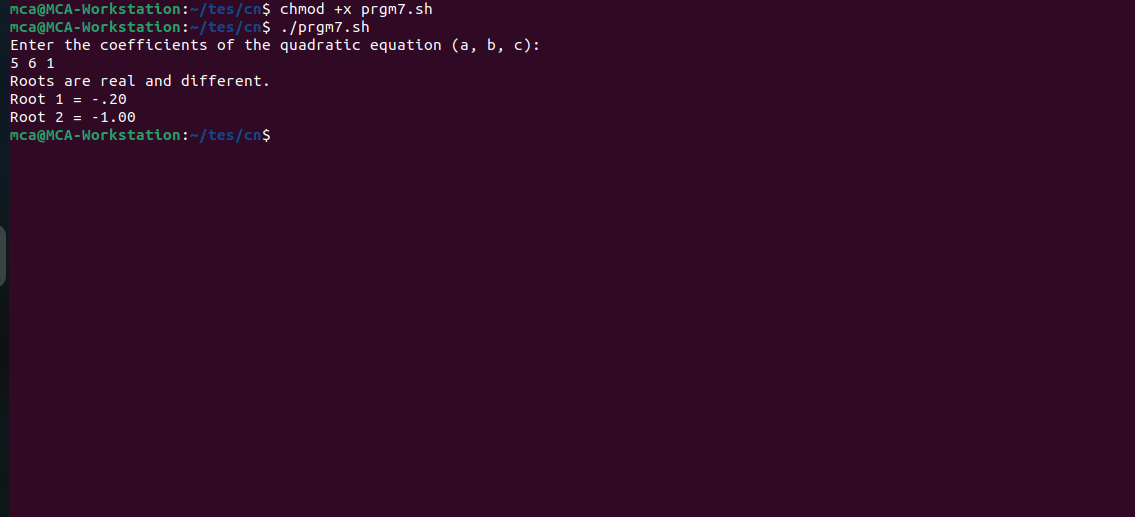 mca@MCA-Workstation:~/tes/cn$ chmod +x prgm7.sh
mca@MCA-Workstation:~/tes/cn$ ./prgm7.sh
Enter the coefficients of the quadratic equation (a, b, c):
5 6 1
Roots are real and different.
Root 1 = -.20
Root 2 = -1.00
mca@MCA-Workstation:~/tes/cn$